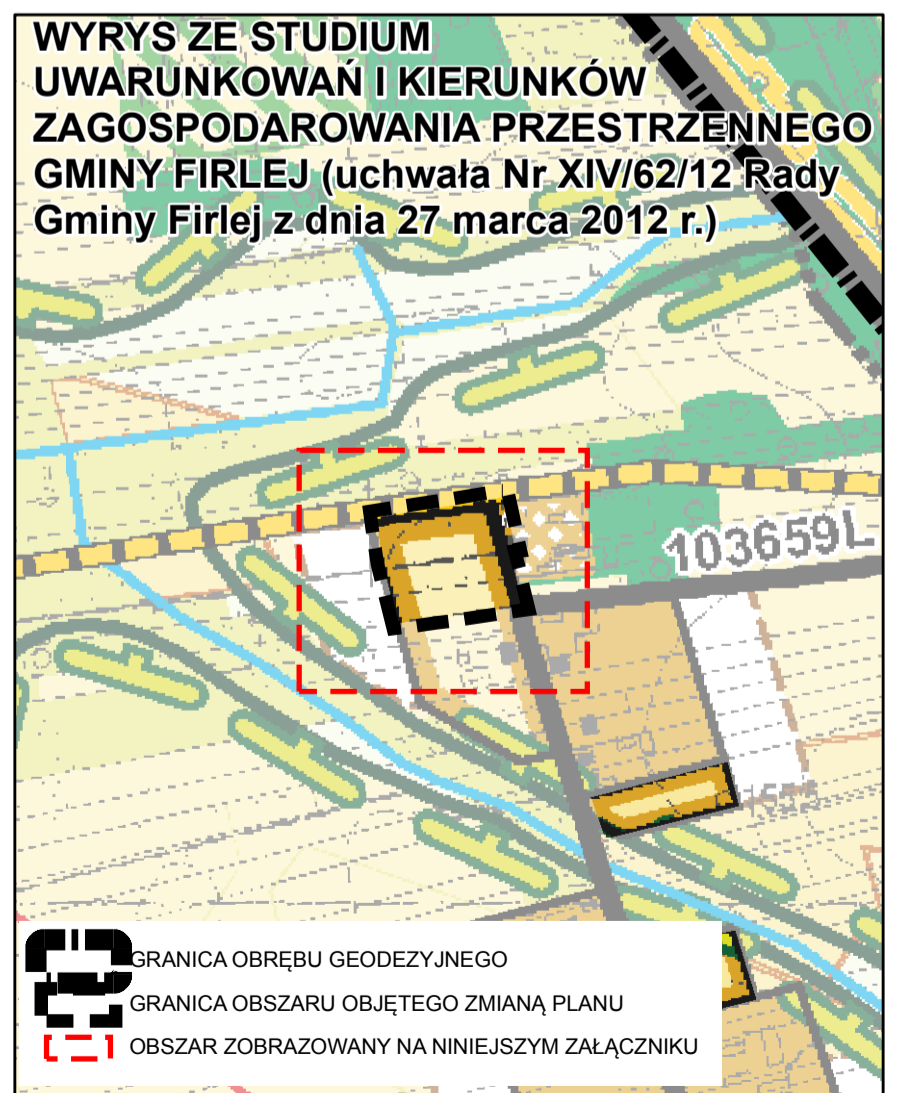 WYRYS ZE STUDIUM
UWARUNKOWAŃ I KIERUNKÓW
ZAGOSPODAROWANIA PRZESTRZENNEGO
GMINY FIRLEJ (uchwała Nr XIV/62/12 Rady
Gminy Firlej z dnia 27 marca 2012 r.)
103659L
GRANICA OBRĘBU GEODEZYJNEGO
GRANICA OBSZARU OBJĘTEGO ZMIANĄ PLANU
OBSZAR ZOBRAZOWANY NA NINIEJSZYM ZAŁĄCZNIKU